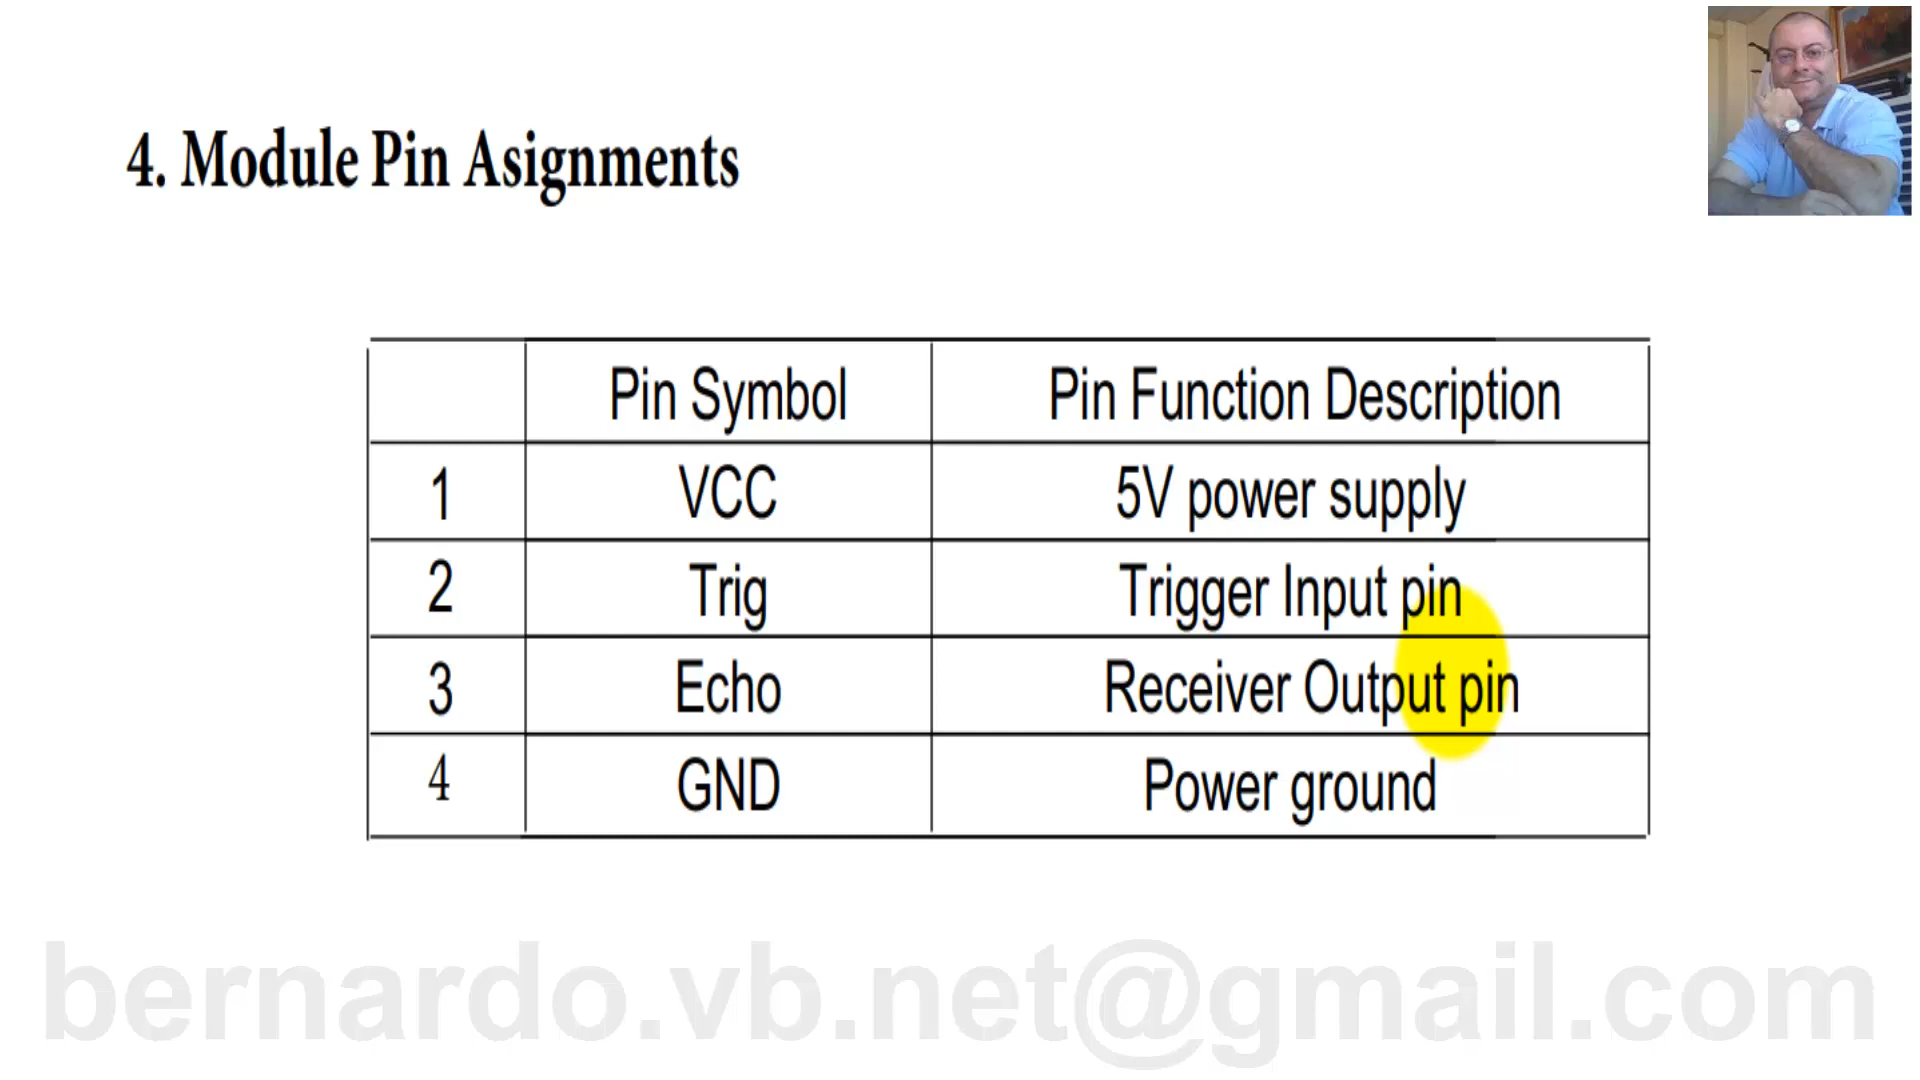 4. Module Pin Asignments
Pin Symbol Pin Function Description
1 VCC 5V power supply
2 Trig Trigger Input pin
3 Echo Receiver Output pin
4 GND Power ground
bernardo.vb.net@gmail.com